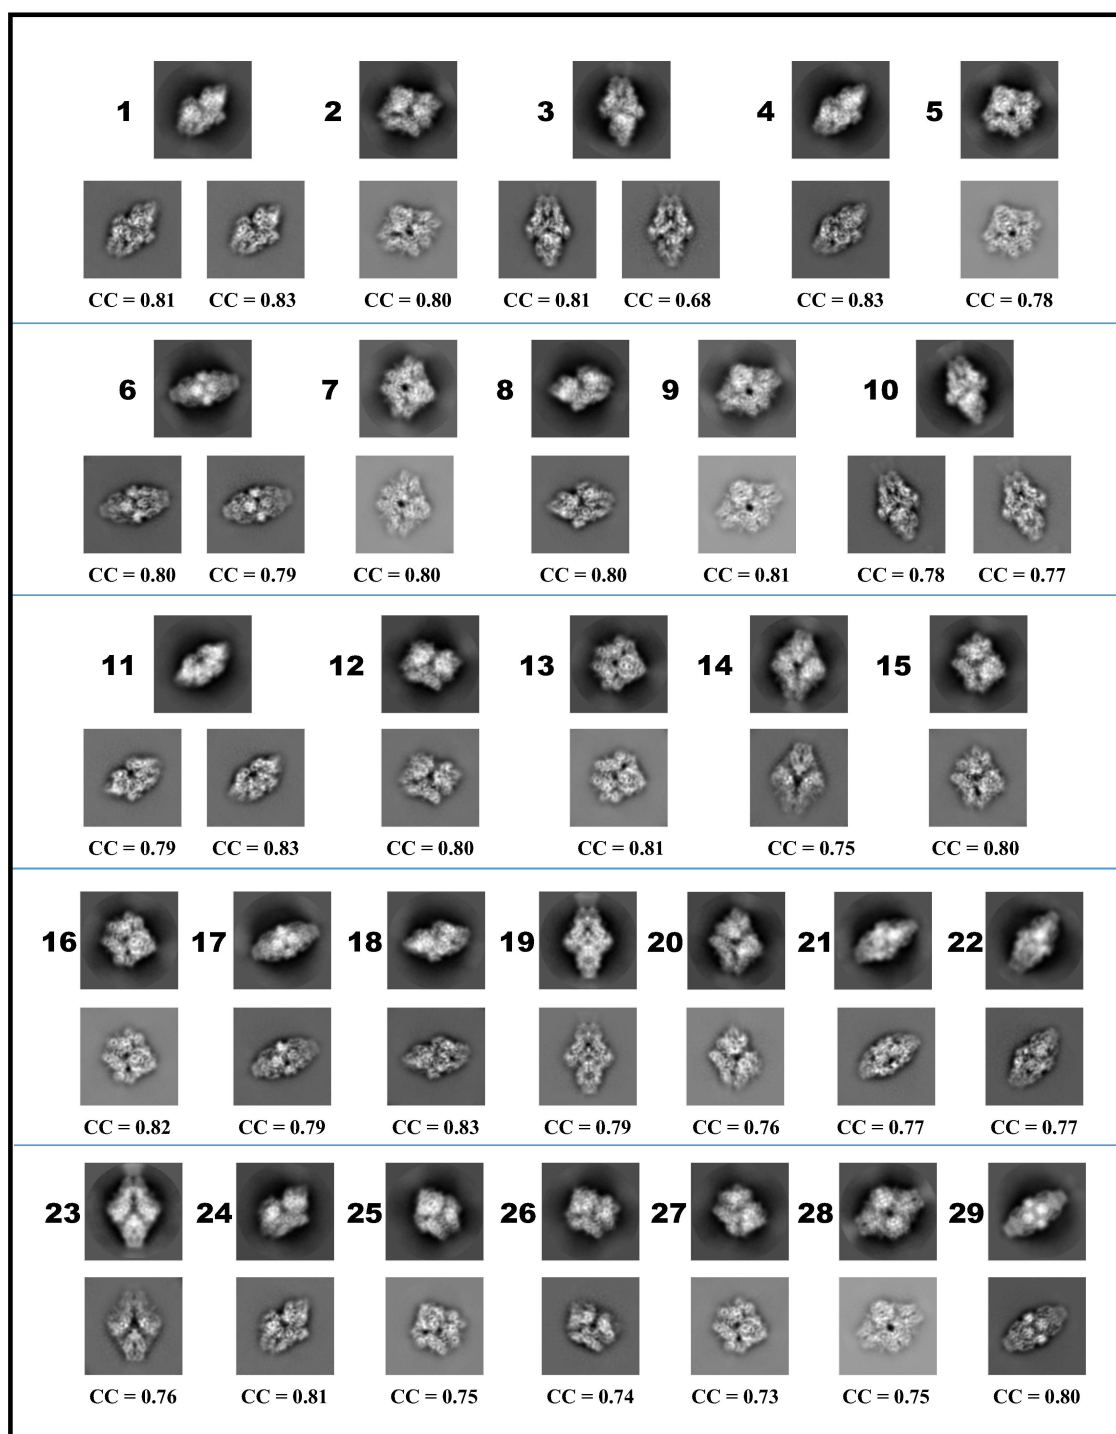 1 2 3 4 5
CC = 0.81 CC = 0.83 CC = 0.80 CC = 0.81 CC = 0.68 CC = 0.83 CC = 0.78
6 7 8 9 10
CC = 0.80 CC = 0.79 CC = 0.80 CC = 0.80 CC = 0.81 CC = 0.78 CC = 0.77
11 12 13 14 15
CC = 0.79 CC = 0.83 CC = 0.80 CC = 0.81 CC = 0.75 CC = 0.80
16 17 18 19 20 21 22
CC = 0.82 CC = 0.79 CC = 0.83 CC = 0.79 CC = 0.76 CC = 0.77 CC = 0.77
23 24 25 26 27 28 29
CC = 0.76 CC = 0.81 CC = 0.75 CC = 0.74 CC = 0.73 CC = 0.75 CC = 0.80